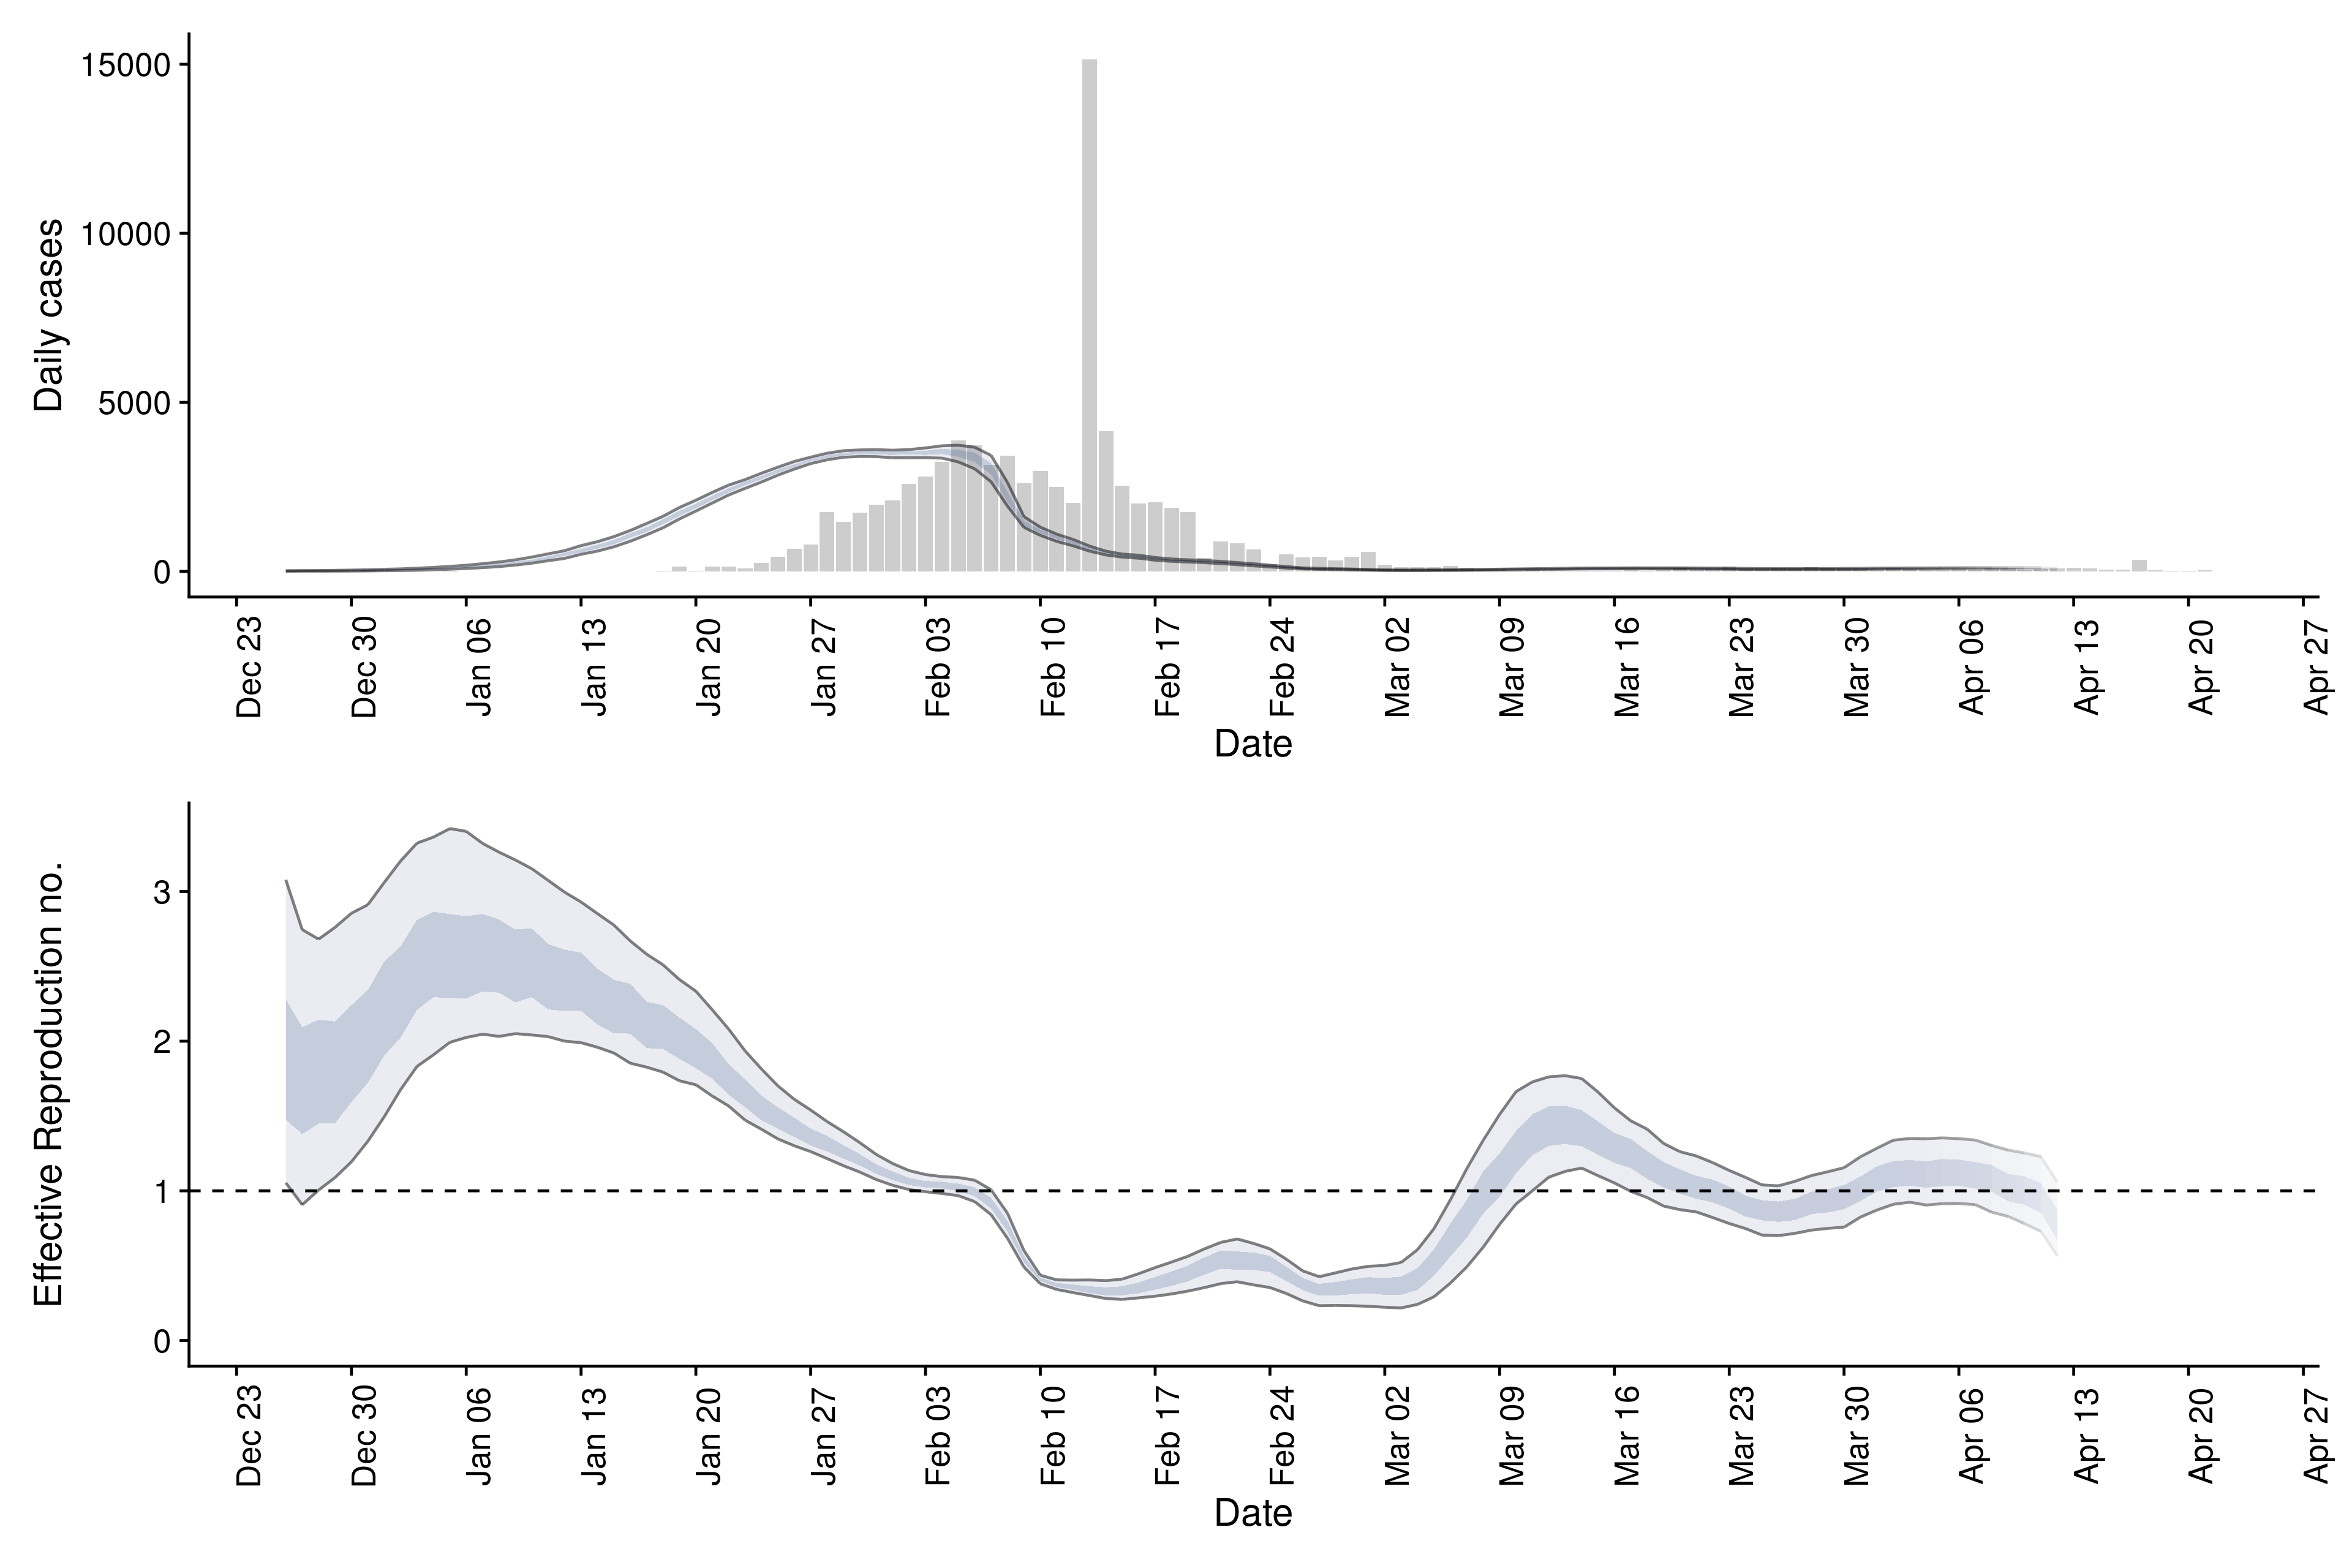 15000
10000
5000
0
Daily cases
Dec 23
Dec 30
Jan 06
Jan 13
Jan 20
Jan 27
Feb 03
Feb 10
Feb 17
Feb 24
Mar 02
Mar 09
Mar 16
Mar 23
Mar 30
Apr 06
Apr 13
Apr 20
Apr 27
Date
3
2
1
0
Effective Reproduction no.
Dec 23
Dec 30
Jan 06
Jan 13
Jan 20
Jan 27
Feb 03
Feb 10
Feb 17
Feb 24
Mar 02
Mar 09
Mar 16
Mar 23
Mar 30
Apr 06
Apr 13
Apr 20
Apr 27
Date